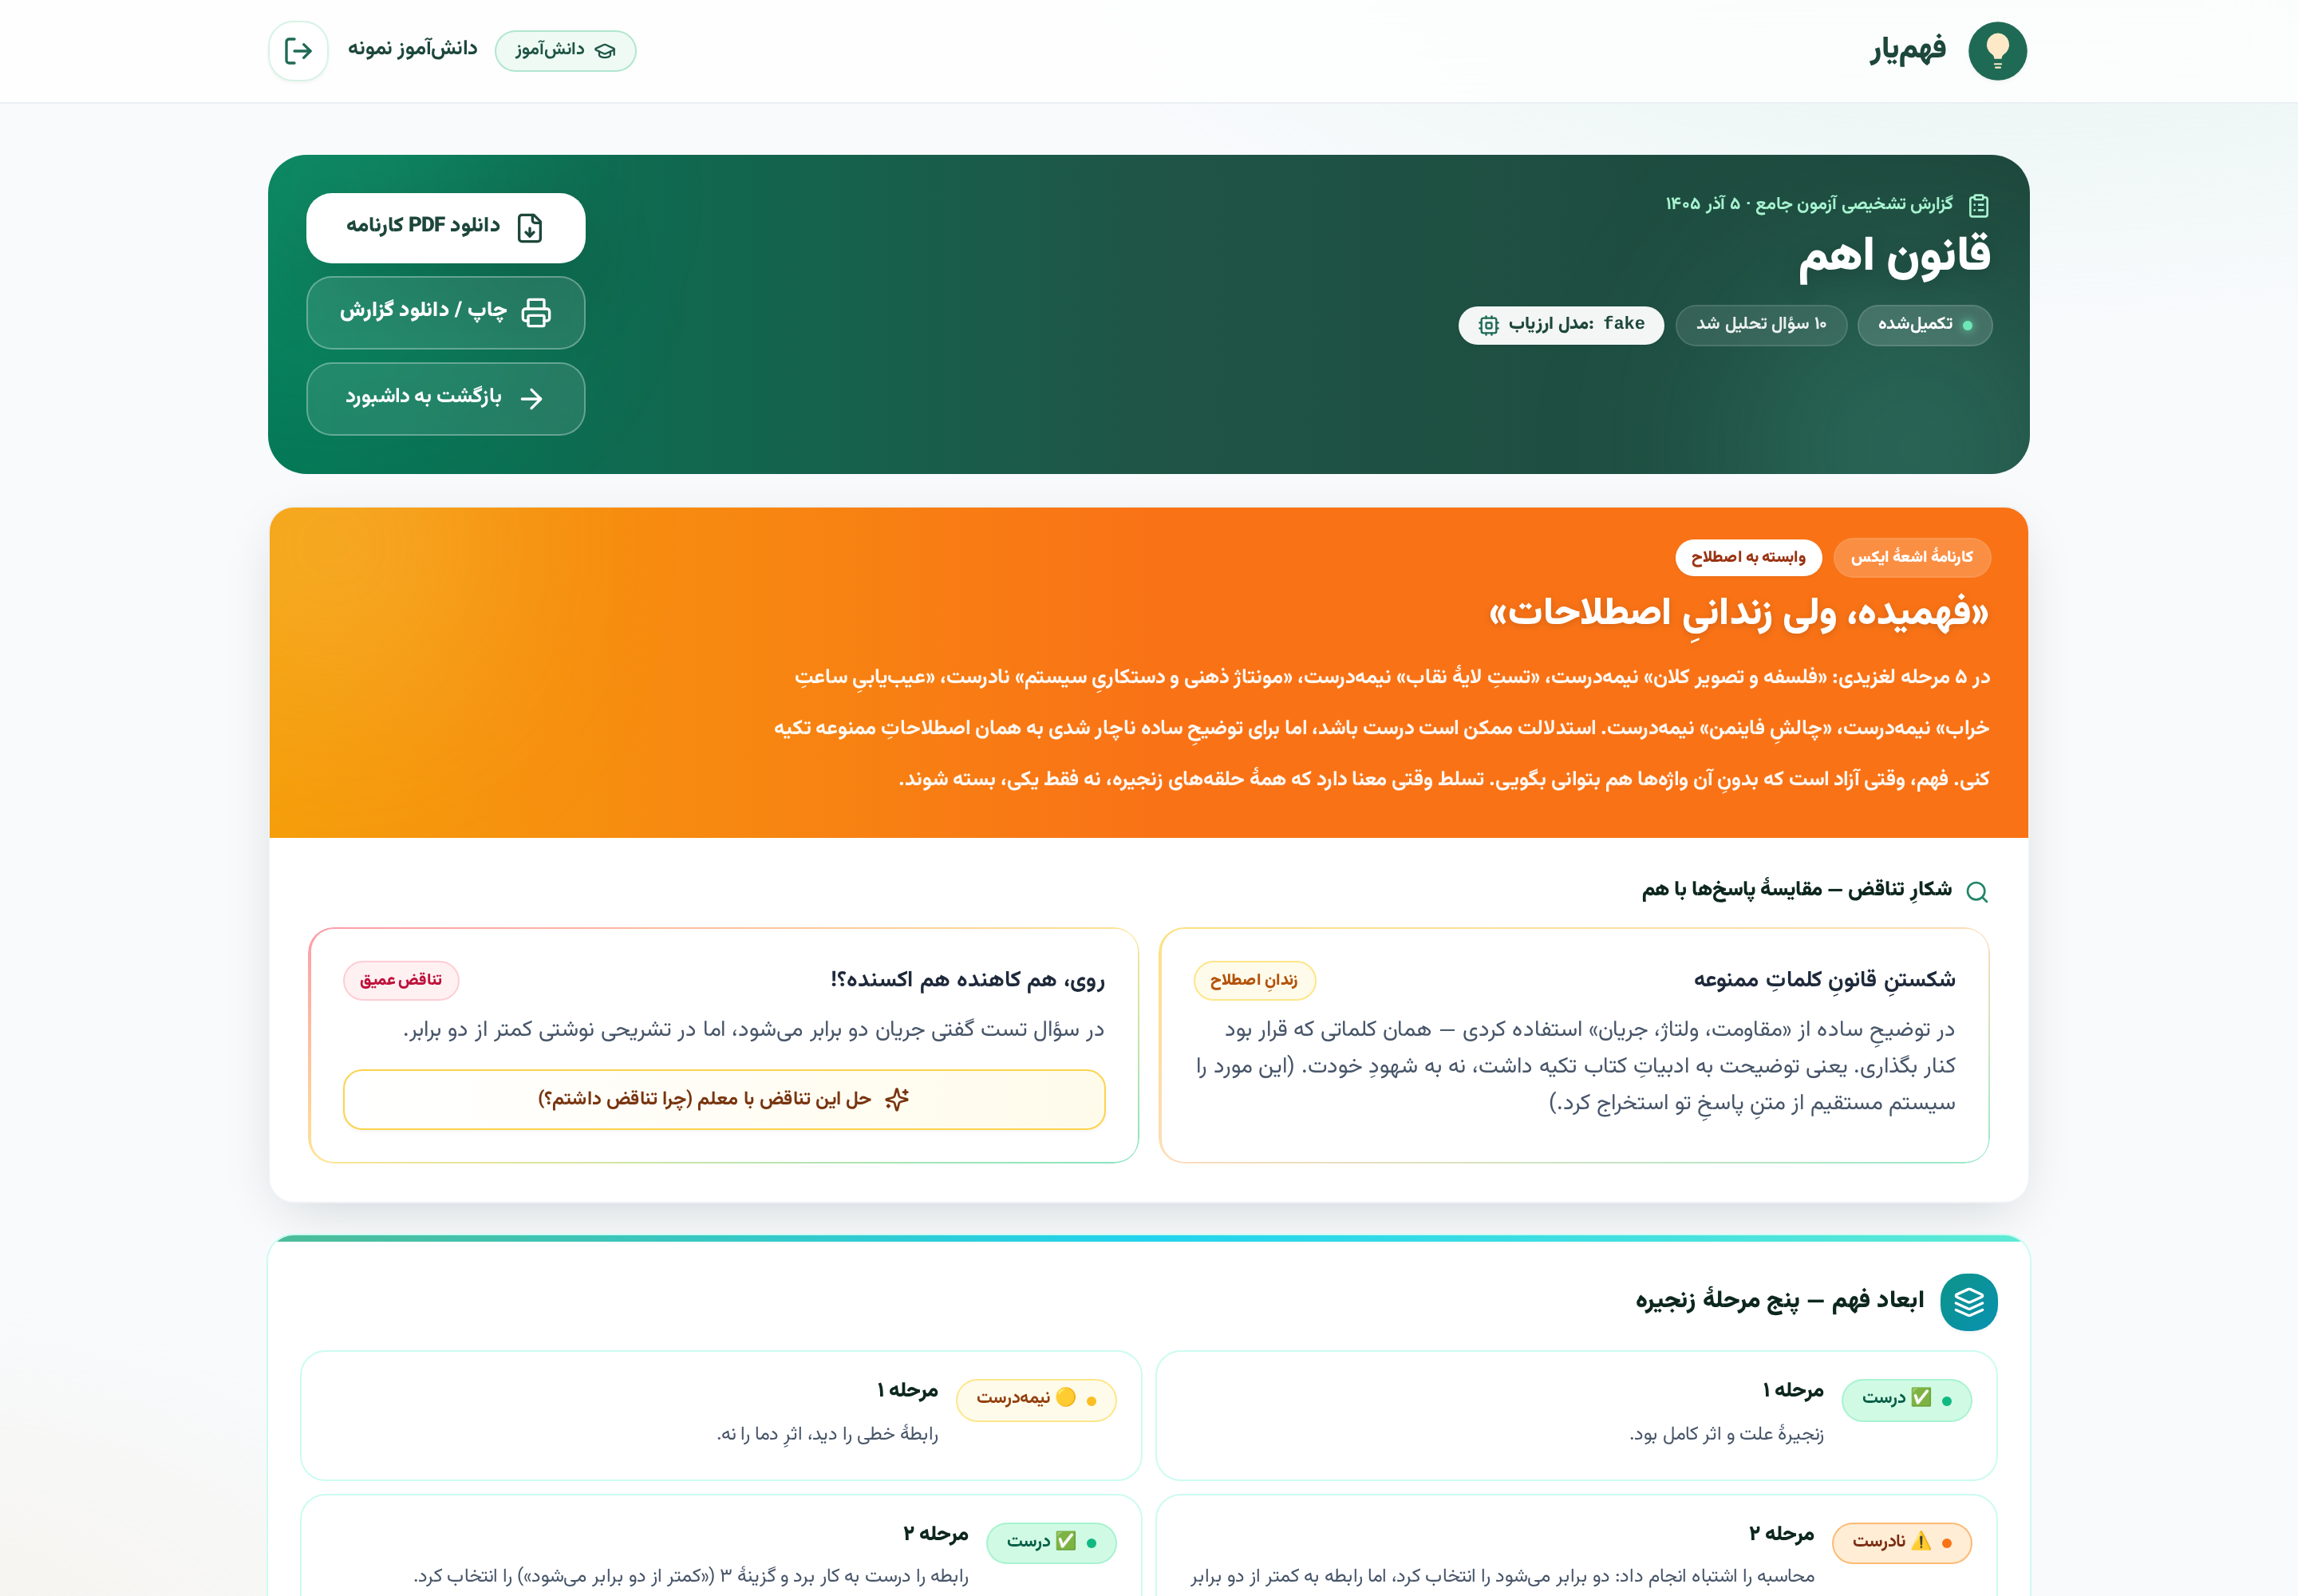 فهم‌یار
دانش‌آموز
دانش‌آموز نمونه
گزارش تشخیصی آزمون جامع · ۵ آذر ۱۴۰۵
قانون اهم
تکمیل‌شده
۱۰ سؤال تحلیل شد
مدل ارزیاب: fake
دانلود PDF کارنامه
چاپ / دانلود گزارش
بازگشت به داشبورد
کارنامهٔ اشعهٔ ایکس
وابسته به اصطلاح
«فهمیده، ولی زندانیِ اصطلاحات»
در ۵ مرحله لغزیدی: «فلسفه و تصویر کلان» نیمه‌درست، «تستِ لایهٔ نقاب» نیمه‌درست، «مونتاژ ذهنی و دستکاریِ سیستم» نادرست، «عیب‌یابیِ ساعتِ
خراب» نیمه‌درست، «چالشِ فاینمن» نیمه‌درست. استدلالت ممکن است درست باشد، اما برای توضیحِ ساده ناچار شدی به همان اصطلاحاتِ ممنوعه تکیه
کنی. فهم، وقتی آزاد است که بدونِ آن واژه‌ها هم بتوانی بگویی. تسلط وقتی معنا دارد که همهٔ حلقه‌های زنجیره، نه فقط یکی، بسته شوند.
شکارِ تناقض — مقایسهٔ پاسخ‌ها با هم
شکستنِ قانونِ کلماتِ ممنوعه
زندانِ اصطلاح
در توضیحِ ساده از «مقاومت، ولتاژ، جریان» استفاده کردی — همان کلماتی که قرار بود
کنار بگذاری. یعنی توضیحت به ادبیاتِ کتاب تکیه داشت، نه به شهودِ خودت. (این مورد را
سیستم مستقیم از متنِ پاسخِ تو استخراج کرد.)
روی، هم کاهنده هم اکسنده؟!
تناقض عمیق
در سؤال تست گفتی جریان دو برابر می‌شود، اما در تشریحی نوشتی کمتر از دو برابر.
حل این تناقض با معلم (چرا تناقض داشتم؟)
ابعاد فهم — پنج مرحلهٔ زنجیره
✅ درست
مرحله ۱
زنجیرهٔ علت و اثر کامل بود.
🟡 نیمه‌درست
مرحله ۱
رابطهٔ خطی را دید، اثرِ دما را نه.
⚠️ نادرست
مرحله ۲
محاسبه را اشتباه انجام داد: دو برابر می‌شود را انتخاب کرد، اما رابطه به کمتر از دو برابر
✅ درست
مرحله ۲
رابطه را درست به کار برد و گزینهٔ ۳ («کمتر از دو برابر می‌شود») را انتخاب کرد.